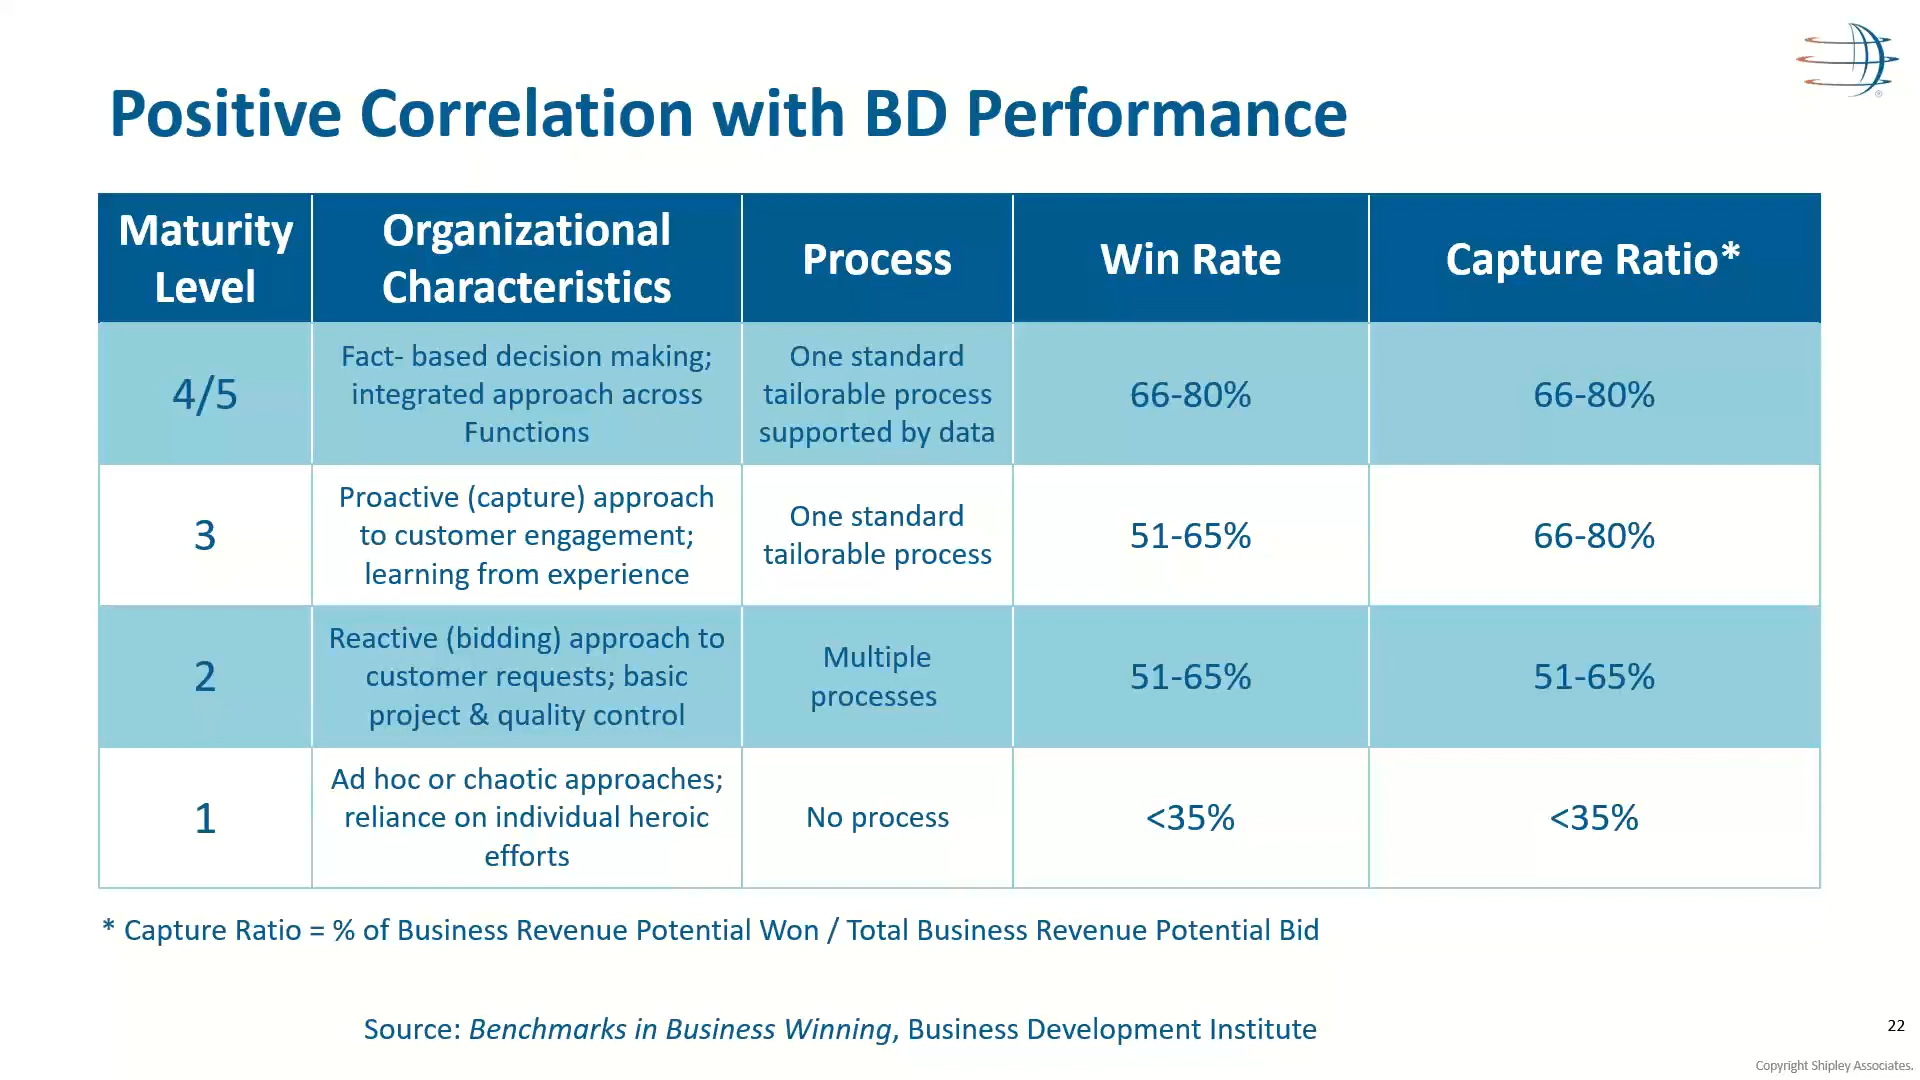 Positive Correlation with BD Performance
Maturity
Level
Organizational
Characteristics
Process
Win Rate
Capture Ratio*
4/5
Fact- based decision making;
integrated approach across
Functions
One standard
tailorable process
supported by data
66-80%
66-80%
3
Proactive (capture) approach
to customer engagement;
learning from experience
One standard
tailorable process
51-65%
66-80%
2
Reactive (bidding) approach to
customer requests; basic
project & quality control
Multiple
processes
51-65%
51-65%
1
Ad hoc or chaotic approaches;
reliance on individual heroic
efforts
No process
<35%
<35%
* Capture Ratio = % of Business Revenue Potential Won / Total Business Revenue Potential Bid
Source: Benchmarks in Business Winning, Business Development Institute
22
Copyright Shipley Associates.
®